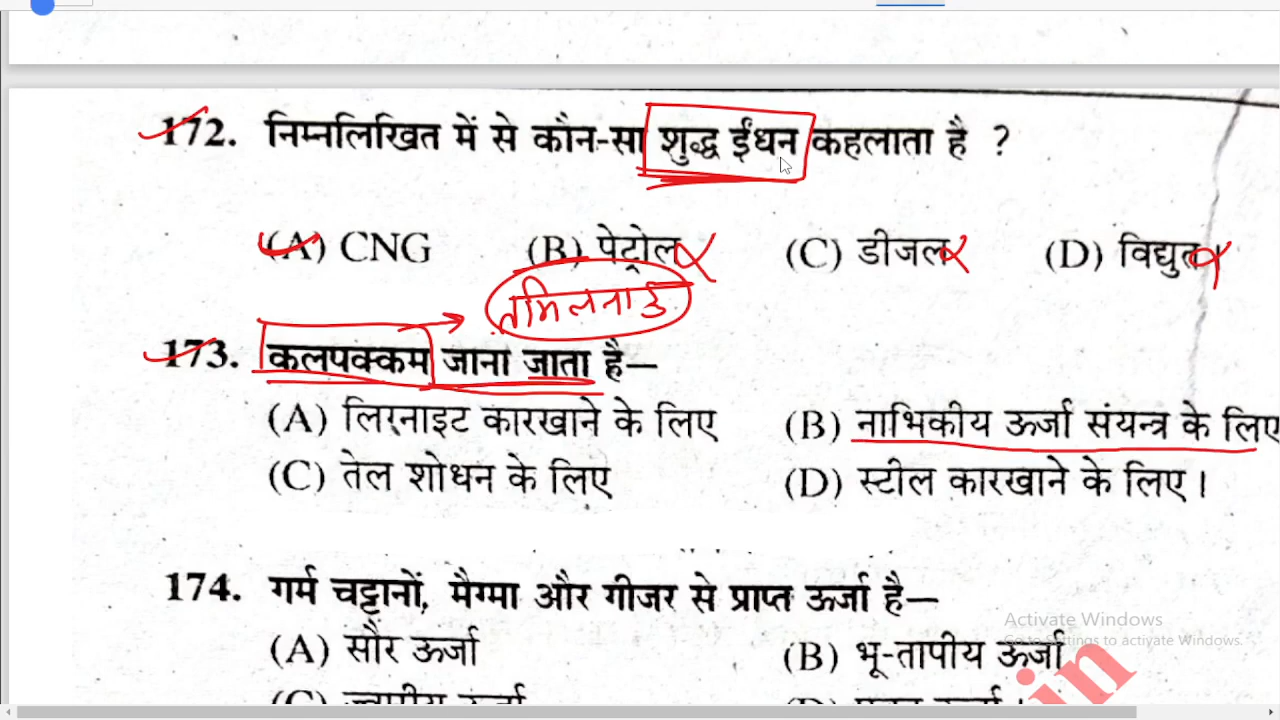 172. निम्नलिखित में से कौन-सा शुद्ध ईंधन कहलाता है ?
(A) CNG (B) पेट्रोल (C) डीजल (D) विद्युत ।
तमिलनाडु
173. कलपक्कम जाना जाता है—
(A) लिग्नाइट कारखाने के लिए (B) नाभिकीय ऊर्जा संयन्त्र के लिए
(C) तेल शोधन के लिए (D) स्टील कारखाने के लिए ।
174. गर्म चट्टानों, मैग्मा और गीजर से प्राप्त ऊर्जा है—
Activate Windows
Go to Settings to activate Windows.
(A) सौर ऊर्जा (B) भू-तापीय ऊर्जा
in